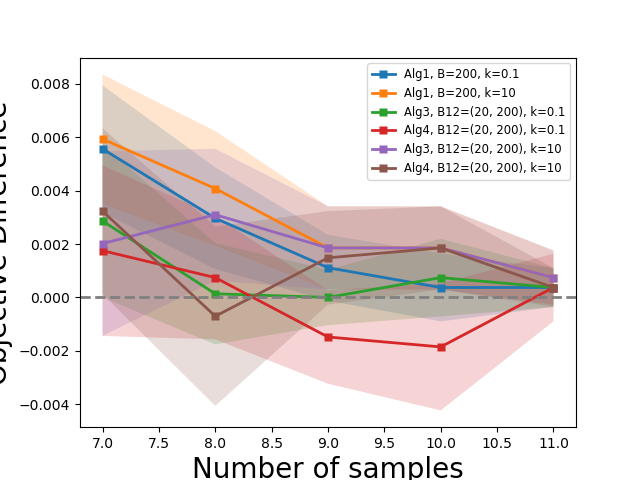 Alg1, B=200, k=0.1
Alg1, B=200, k=10
Alg3, B12=(20, 200), k=0.1
Alg4, B12=(20, 200), k=0.1
Alg3, B12=(20, 200), k=10
Alg4, B12=(20, 200), k=10
0.008
0.006
0.004
0.002
0.000
−0.002
−0.004
Objective Difference
7.0 7.5 8.0 8.5 9.0 9.5 10.0 10.5 11.0
Number of samples